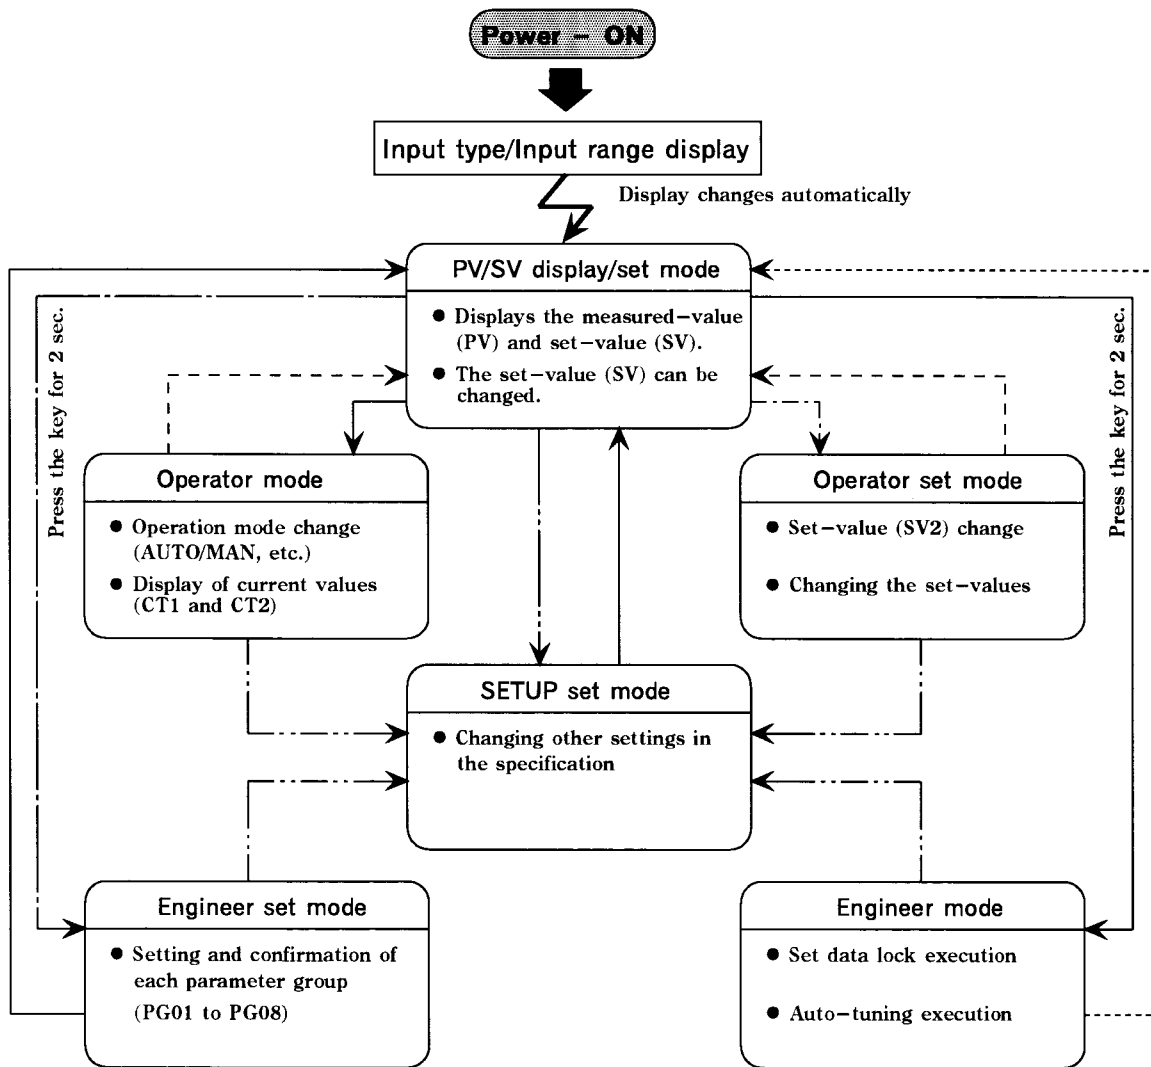 Power − ON
Input type/Input range display
Display changes automatically
PV/SV display/set mode
● Displays the measured−value
(PV) and set−value (SV).
● The set−value (SV) can be
changed.
Press the key for 2 sec.
Press the key for 2 sec.
Operator mode
● Operation mode change
(AUTO/MAN, etc.)
● Display of current values
(CT1 and CT2)
Operator set mode
● Set−value (SV2) change
● Changing the set−values
SETUP set mode
● Changing other settings in
the specification
Engineer set mode
● Setting and confirmation of
each parameter group
(PG01 to PG08)
Engineer mode
● Set data lock execution
● Auto−tuning execution